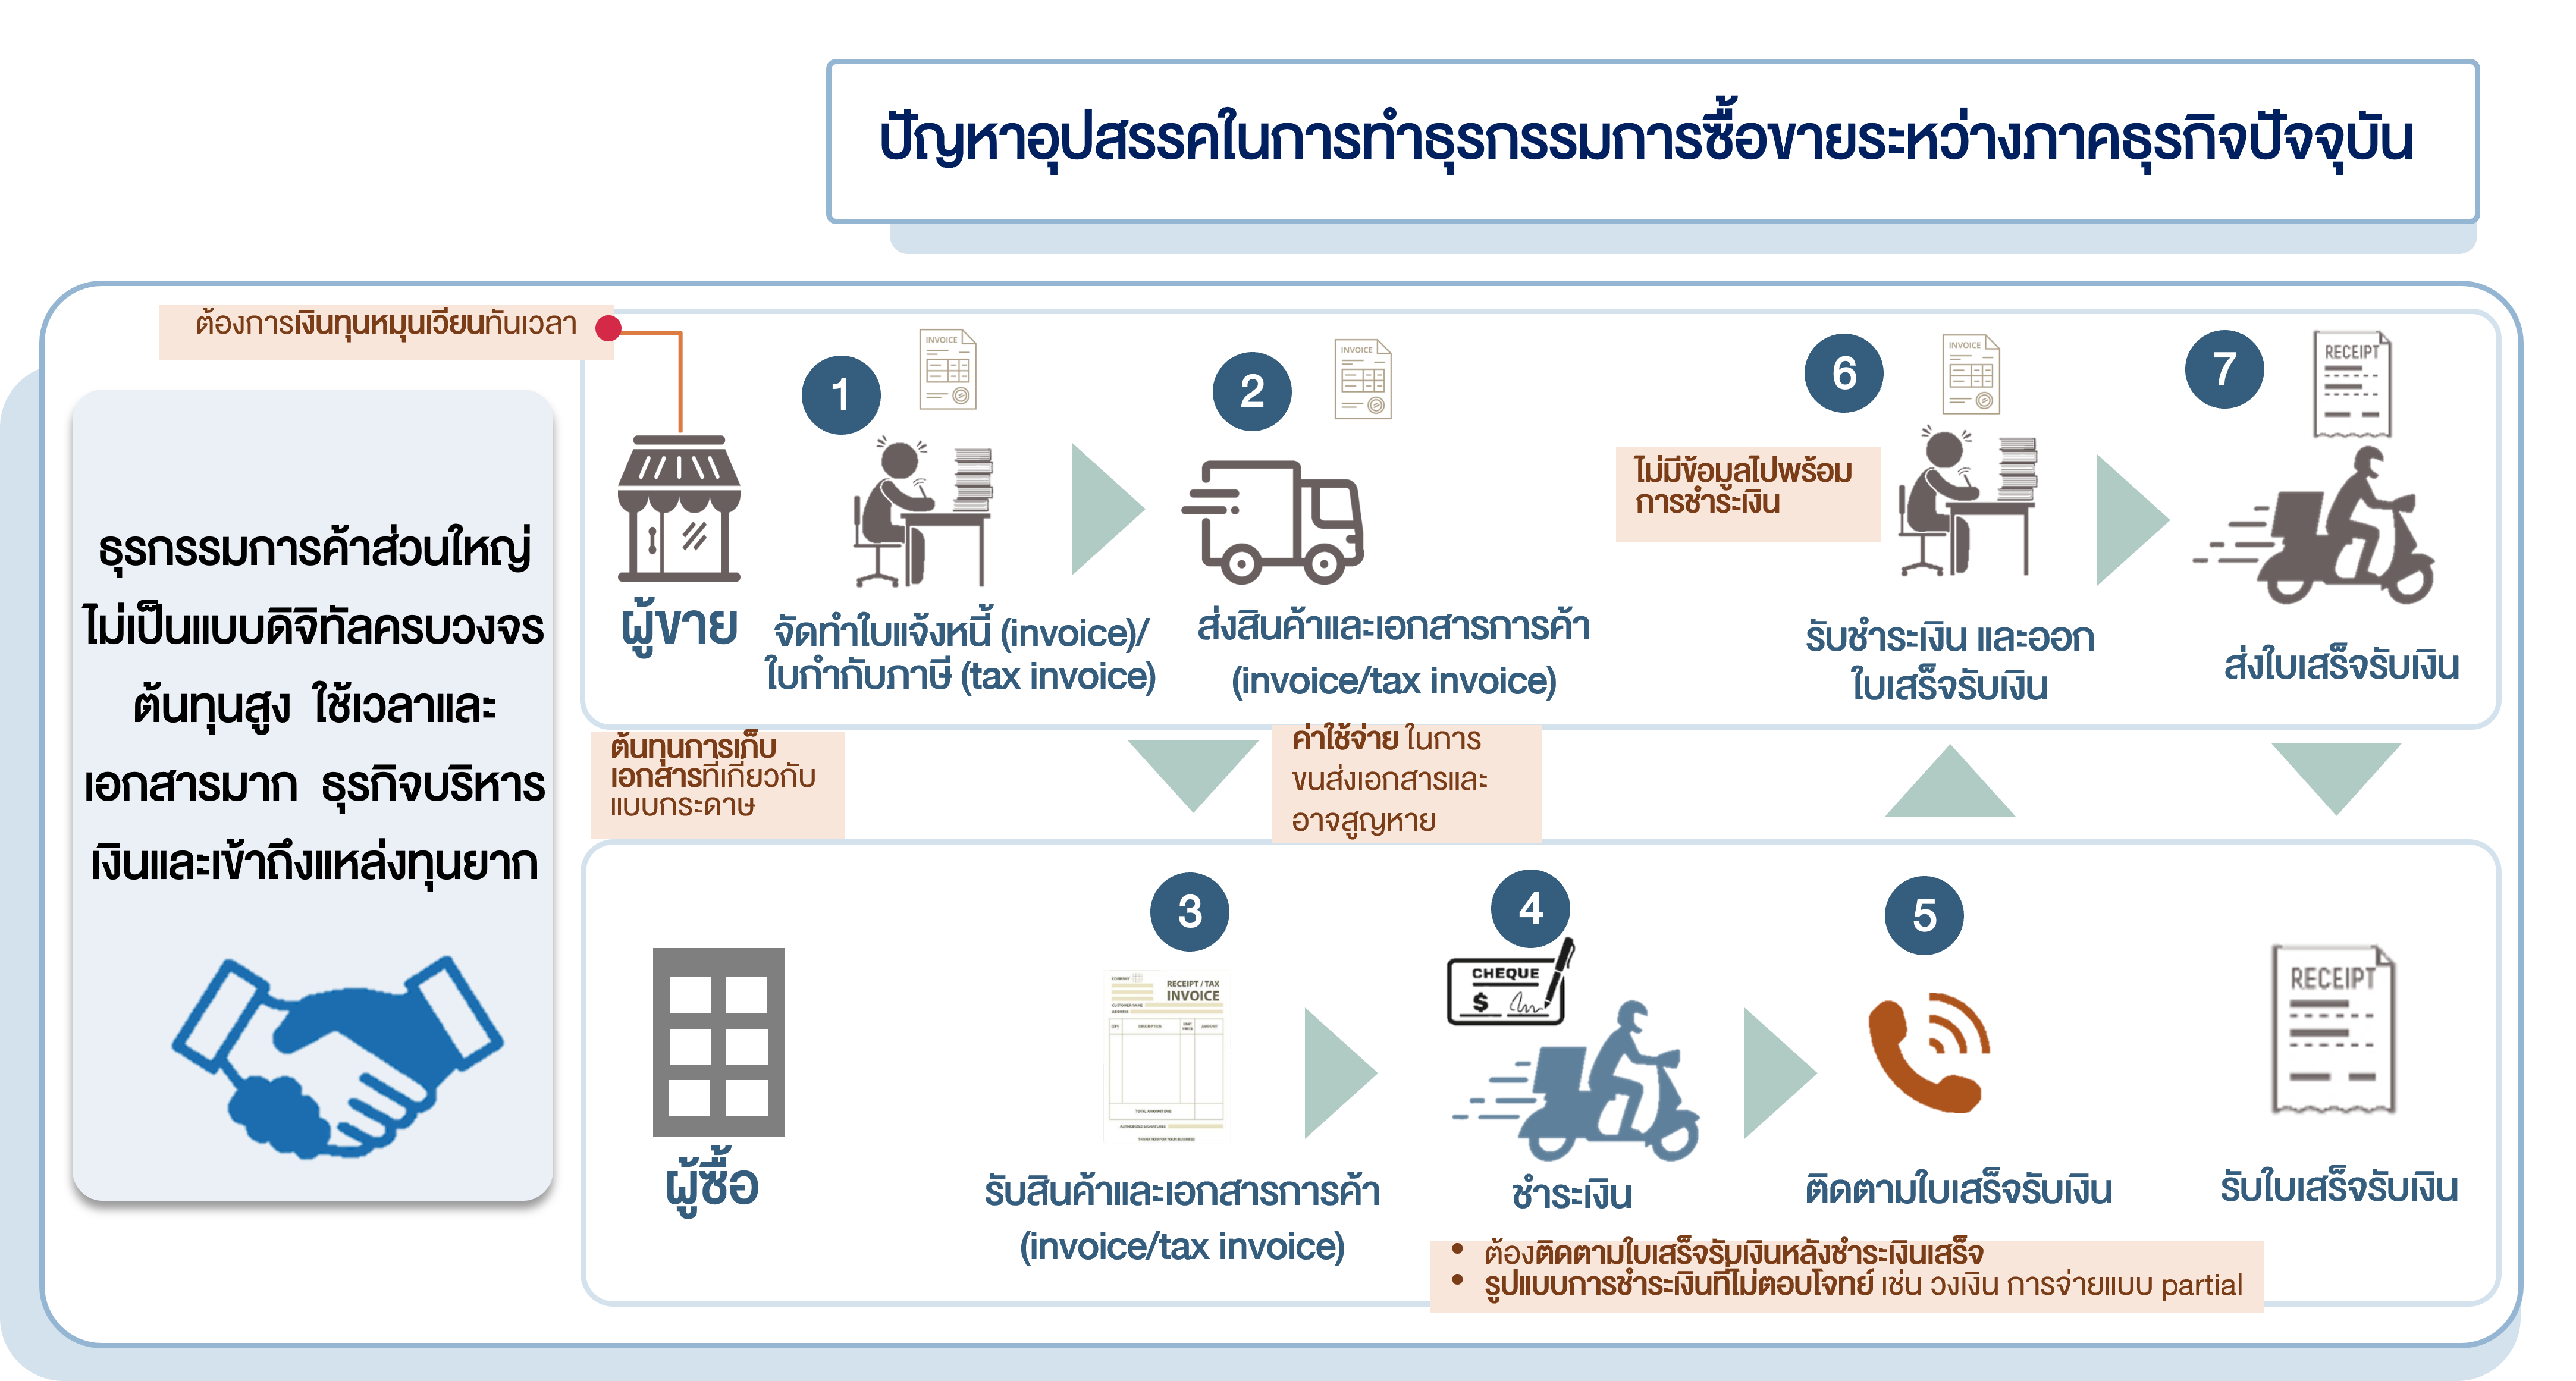 ปัญหาอุปสรรคในการทำธุรกรรมการซื้อขายระหว่างภาคธุรกิจปัจจุบัน
ต้องการเงินทุนหมุนเวียนทันเวลา
ธุรกรรมการค้าส่วนใหญ่
ไม่เป็นแบบดิจิทัลครบวงจร
ต้นทุนสูง ใช้เวลาและ
เอกสารมาก ธุรกิจบริหาร
เงินและเข้าถึงแหล่งทุนยาก
ผู้ขาย
1
INVOICE
จัดทำใบแจ้งหนี้ (invoice)/
ใบกำกับภาษี (tax invoice)
2
INVOICE
ส่งสินค้าและเอกสารการค้า
(invoice/tax invoice)
ไม่มีข้อมูลไปพร้อม
การชำระเงิน
6
INVOICE
รับชำระเงิน และออก
ใบเสร็จรับเงิน
7
RECEIPT
ส่งใบเสร็จรับเงิน
ต้นทุนการเก็บ
เอกสารที่เกี่ยวกับ
แบบกระดาษ
ค่าใช้จ่าย ในการ
ขนส่งเอกสารและ
อาจสูญหาย
ผู้ซื้อ
3
RECEIPT / TAX
INVOICE
รับสินค้าและเอกสารการค้า
(invoice/tax invoice)
4
CHEQUE
$
ชำระเงิน
5
ติดตามใบเสร็จรับเงิน
RECEIPT
รับใบเสร็จรับเงิน
• ต้องติดตามใบเสร็จรับเงินหลังชำระเงินเสร็จ
• รูปแบบการชำระเงินที่ไม่ตอบโจทย์ เช่น วงเงิน การจ่ายแบบ partial